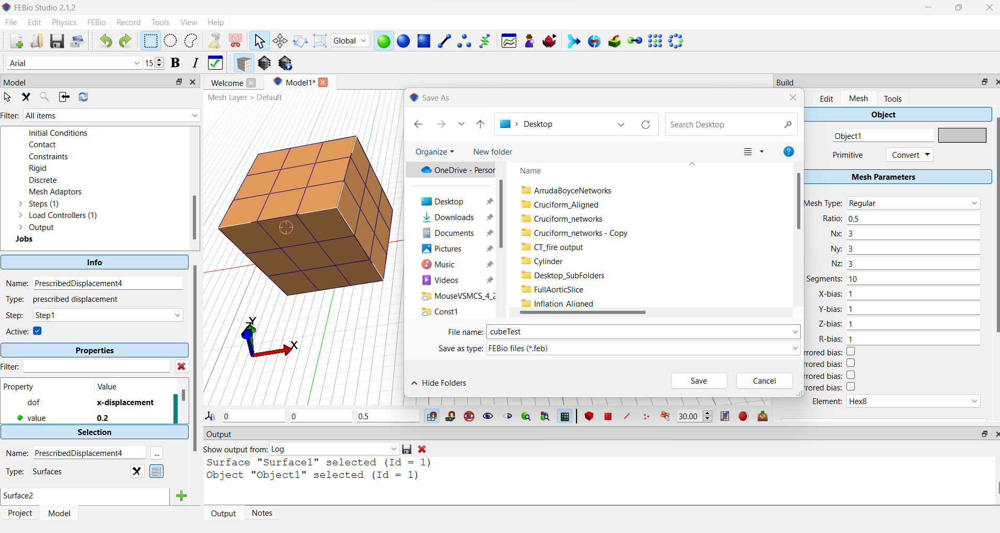 FEBio Studio 2.1.2
File Edit Physics FEBio Record Tools View Help
Global
Arial 15 B I
Model
Filter: All items
Initial Conditions
Contact
Constraints
Rigid
Discrete
Mesh Adaptors
Steps (1)
Load Controllers (1)
Output
Jobs
Info
Name: PrescribedDisplacement4
Type: prescribed displacement
Step: Step1
Active:
Properties
Filter:
Property Value
dof x-displacement
value 0.2
Selection
Name: PrescribedDisplacement4 ...
Type: Surfaces
Surface2
Project Model
Welcome Model1*
Mesh Layer > Default
Y
Z
X
Save As
Desktop
Search Desktop
Organize New folder
OneDrive - Persor
Desktop
Downloads
Documents
Pictures
Music
Videos
MouseVSMCS_4_2
Const1
Name
ArrudaBoyceNetworks
Cruciform_Aligned
Cruciform_networks
Cruciform_networks - Copy
CT_fire output
Cylinder
Desktop_SubFolders
FullAorticSlice
Inflation Aligned
File name: cubeTest
Save as type: FEBio files (*.feb)
Hide Folders
Save Cancel
0 0 0.5 30.00
Output
Show output from: Log
Surface "Surface1" selected (Id = 1)
Object "Object1" selected (Id = 1)
Output Notes
Build
Edit Mesh Tools
Object
Object1
Primitive Convert
Mesh Parameters
Mesh Type: Regular
Ratio: 0.5
Nx: 3
Ny: 3
Nz: 3
Segments: 10
X-bias: 1
Y-bias: 1
Z-bias: 1
R-bias: 1
rrored bias:
rrored bias:
rrored bias:
rrored bias:
Element: Hex8